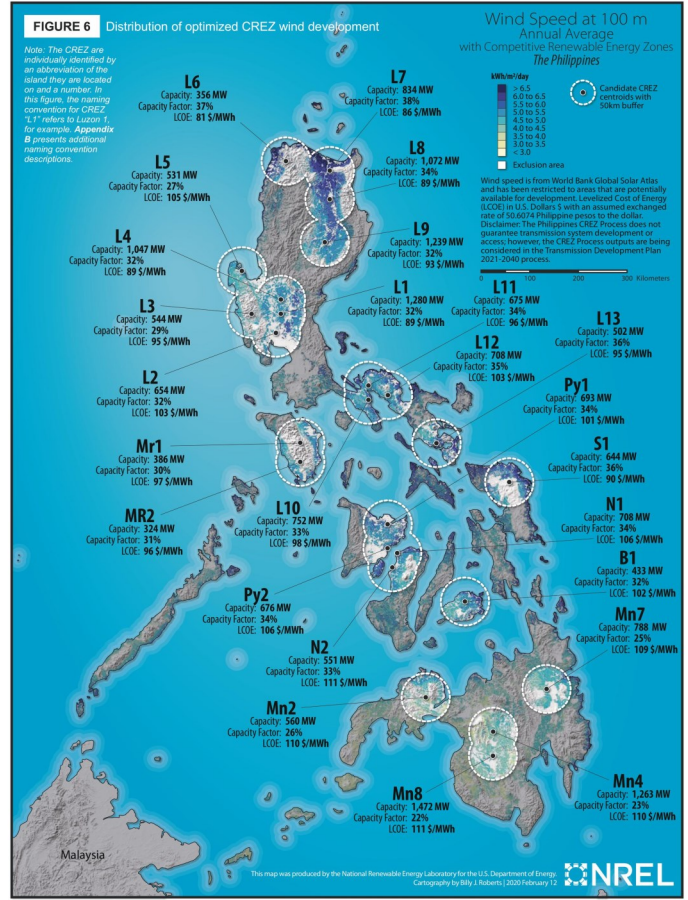 FIGURE 6 Distribution of optimized CREZ wind development
Note: The CREZ are
individually identified by
an abbreviation of the
island they are located
on and a number. In
this figure, the naming
convention for CREZ
"L1" refers to Luzon 1,
for example. Appendix
B presents additional
naming convention
descriptions.
Wind Speed at 100 m
Annual Average
with Competitive Renewable Energy Zones
The Philippines
kWh/m²/day
> 6.5
6.0 to 6.5
5.5 to 6.0
5.0 to 5.5
4.5 to 5.0
4.0 to 4.5
3.5 to 4.0
3.0 to 3.5
< 3.0
Exclusion area
Candidate CREZ
centroids with
50km buffer
Wind speed is from World Bank Global Solar Atlas
and has been restricted to areas that are potentially
available for development. Levelized Cost of Energy
(LCOE) in U.S. Dollars $ with an assumed exchanged
rate of 50.6074 Philippine pesos to the dollar.
Disclaimer: The Philippines CREZ Process does not
guarantee transmission system development or
access; however, the CREZ Process outputs are being
considered in the Transmission Development Plan
2021-2040 process.
0 50 100 200 300 Kilometers
L6
Capacity: 356 MW
Capacity Factor: 37%
LCOE: 81 $/MWh
L7
Capacity: 834 MW
Capacity Factor: 38%
LCOE: 86 $/MWh
L8
Capacity: 1,072 MW
Capacity Factor: 34%
LCOE: 89 $/MWh
L5
Capacity: 531 MW
Capacity Factor: 27%
LCOE: 105 $/MWh
L9
Capacity: 1,239 MW
Capacity Factor: 32%
LCOE: 93 $/MWh
L4
Capacity: 1,047 MW
Capacity Factor: 32%
LCOE: 89 $/MWh
L1
Capacity: 1,280 MW
Capacity Factor: 32%
LCOE: 89 $/MWh
L11
Capacity: 675 MW
Capacity Factor: 34%
LCOE: 96 $/MWh
L3
Capacity: 544 MW
Capacity Factor: 29%
LCOE: 95 $/MWh
L13
Capacity: 502 MW
Capacity Factor: 36%
LCOE: 95 $/MWh
L12
Capacity: 708 MW
Capacity Factor: 35%
LCOE: 103 $/MWh
L2
Capacity: 654 MW
Capacity Factor: 32%
LCOE: 103 $/MWh
Py1
Capacity: 693 MW
Capacity Factor: 34%
LCOE: 101 $/MWh
Mr1
Capacity: 386 MW
Capacity Factor: 30%
LCOE: 97 $/MWh
S1
Capacity: 644 MW
Capacity Factor: 36%
LCOE: 90 $/MWh
MR2
Capacity: 324 MW
Capacity Factor: 31%
LCOE: 96 $/MWh
L10
Capacity: 752 MW
Capacity Factor: 33%
LCOE: 98 $/MWh
N1
Capacity: 708 MW
Capacity Factor: 34%
LCOE: 106 $/MWh
B1
Capacity: 433 MW
Capacity Factor: 32%
LCOE: 102 $/MWh
Py2
Capacity: 676 MW
Capacity Factor: 34%
LCOE: 106 $/MWh
Mn7
Capacity: 788 MW
Capacity Factor: 25%
LCOE: 109 $/MWh
N2
Capacity: 551 MW
Capacity Factor: 33%
LCOE: 111 $/MWh
Mn2
Capacity: 560 MW
Capacity Factor: 26%
LCOE: 110 $/MWh
Mn4
Capacity: 1,263 MW
Capacity Factor: 23%
LCOE: 110 $/MWh
Mn8
Capacity: 1,472 MW
Capacity Factor: 22%
LCOE: 111 $/MWh
Malaysia
This map was produced by the National Renewable Energy Laboratory for the U.S. Department of Energy.
Cartography by Billy J. Roberts | 2020 February 12
NREL